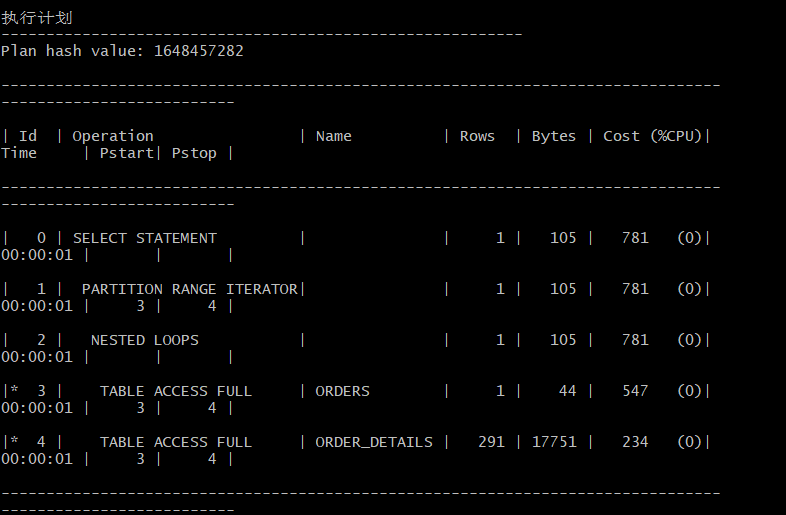 执行计划
----------------------------------------------------------
Plan hash value: 1648457282
--------------------------------------------------------------------------------
--------------------------
| Id  | Operation                | Name          | Rows  | Bytes | Cost (%CPU)|
Time     | Pstart| Pstop |
--------------------------------------------------------------------------------
--------------------------
|   0 | SELECT STATEMENT         |               |     1 |   105 |   781   (0)|
00:00:01 |       |       |
|   1 |  PARTITION RANGE ITERATOR|               |     1 |   105 |   781   (0)|
00:00:01 |     3 |     4 |
|   2 |   NESTED LOOPS           |               |     1 |   105 |   781   (0)|
00:00:01 |       |       |
|*  3 |    TABLE ACCESS FULL     | ORDERS        |     1 |    44 |   547   (0)|
00:00:01 |     3 |     4 |
|*  4 |    TABLE ACCESS FULL     | ORDER_DETAILS |   291 | 17751 |   234   (0)|
00:00:01 |     3 |     4 |
--------------------------------------------------------------------------------
--------------------------